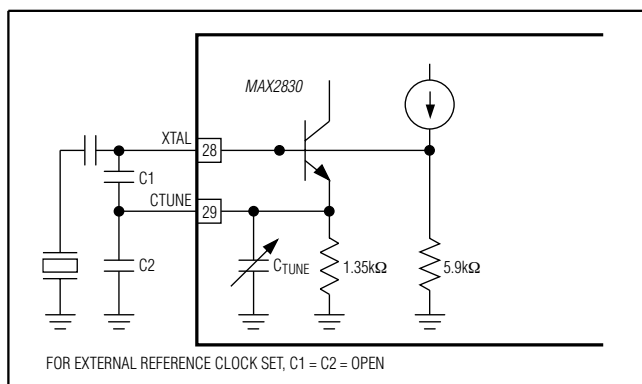 MAX2830
XTAL
28
C1
CTUNE
29
C2
CTUNE
1.35kΩ
5.9kΩ
FOR EXTERNAL REFERENCE CLOCK SET, C1 = C2 = OPEN